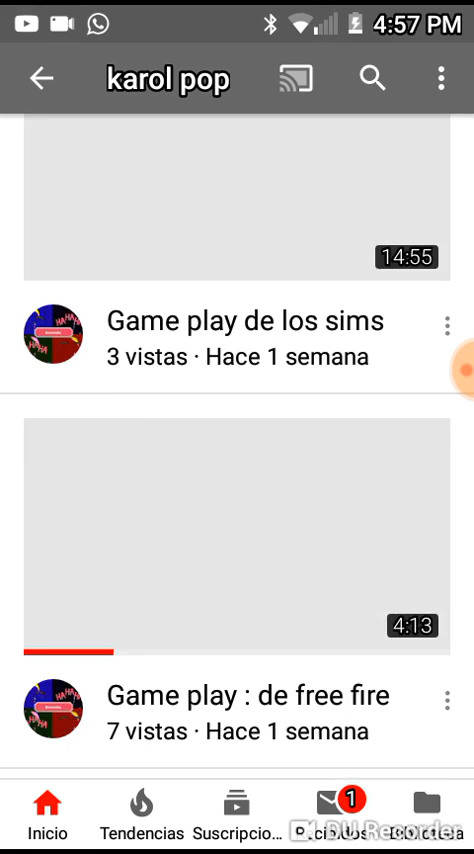 4:57 PM
karol pop
14:55
Game play de los sims
3 vistas · Hace 1 semana
4:13
Game play : de free fire
7 vistas · Hace 1 semana
1
Inicio
Tendencias
Suscripcio...
DU Recorder